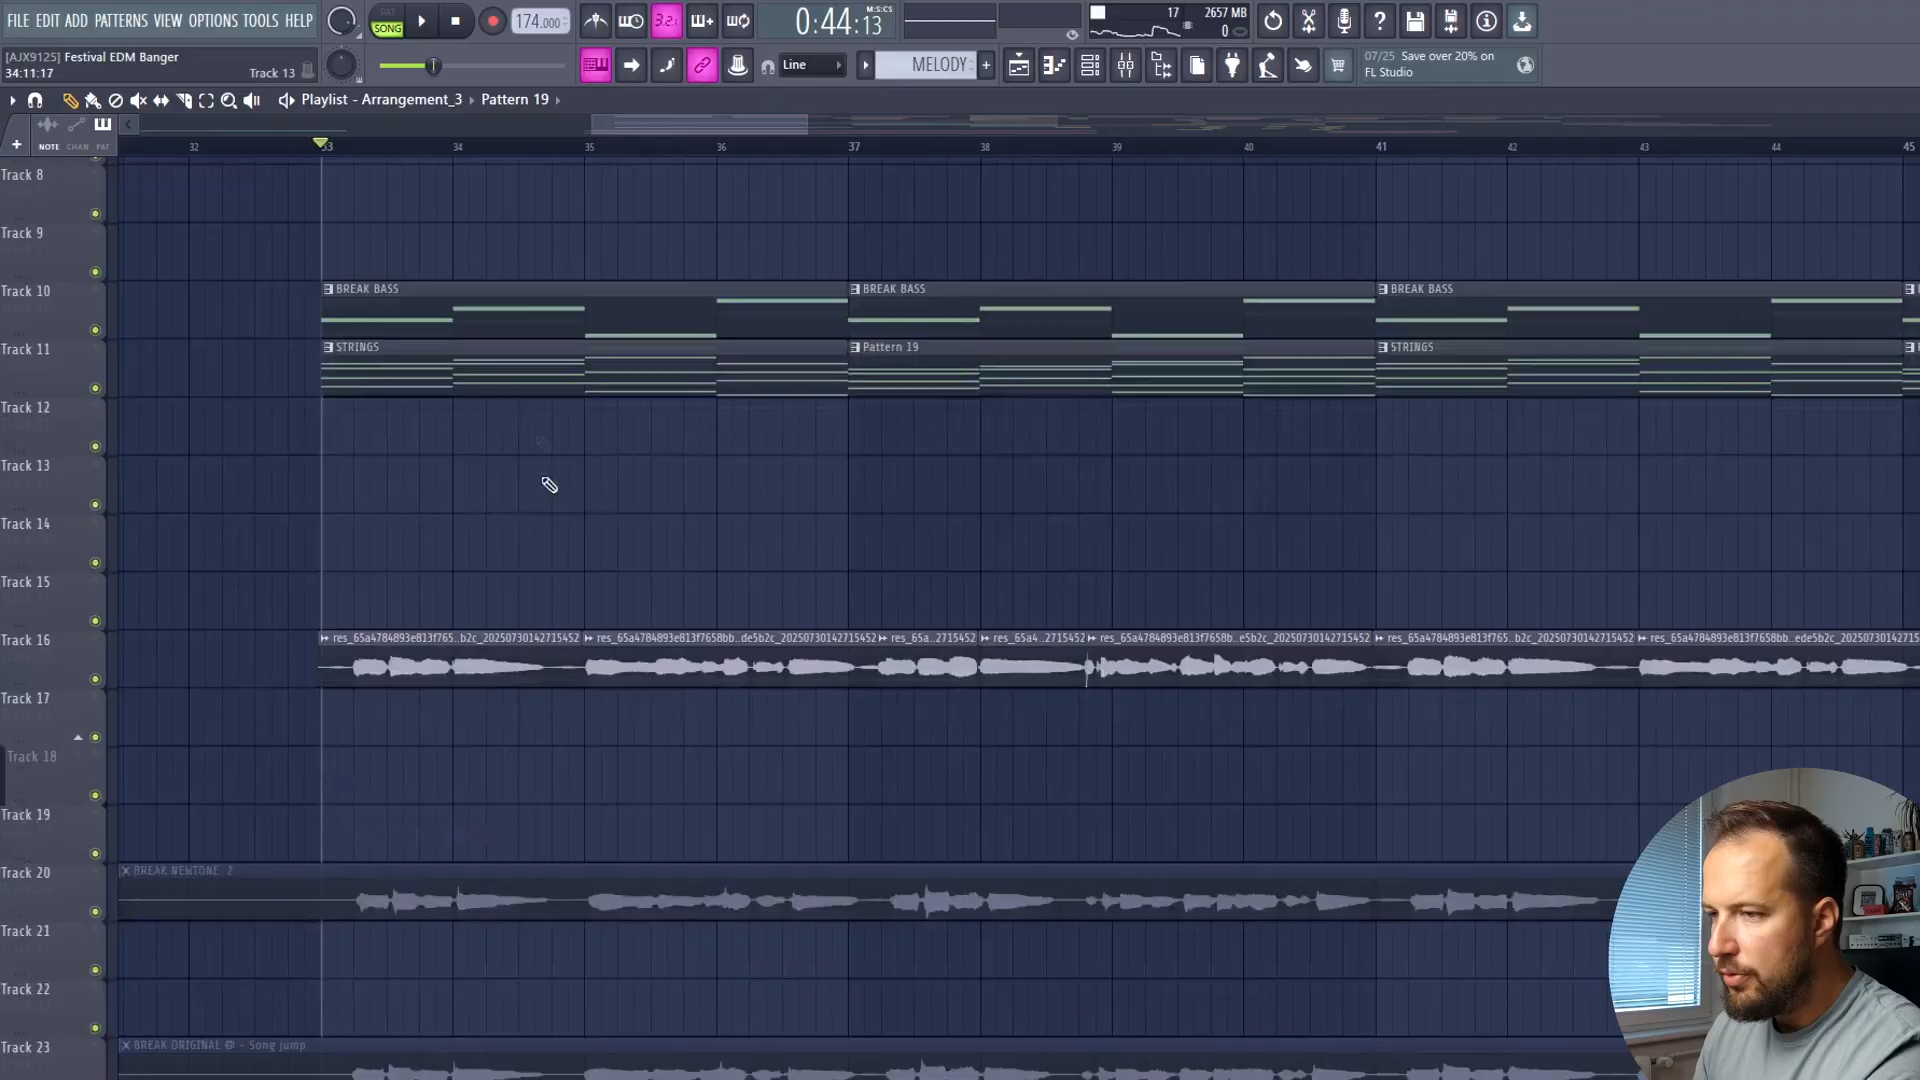 FILE EDIT ADD PATTERNS VIEW OPTIONS TOOLS HELP
PAT
SONG
174.000
3.2.
0:44:13
M:S:CS
17
2657 MB
0
[AJX9125] Festival EDM Banger
34:11:17
Track 13
Line
MELODY
07/25 Save over 20% on
FL Studio
Playlist - Arrangement_3 Pattern 19
NOTE CHAN PAT
32 33 34 35 36 37 38 39 40 41 42 43 44 45
Track 8
Track 9
Track 10
BREAK BASS
BREAK BASS
BREAK BASS
Track 11
STRINGS
Pattern 19
STRINGS
Track 12
Track 13
Track 14
Track 15
Track 16
res_65a4784893e813f765..b2c_20250730142715452
res_65a4784893e813f7658bb..de5b2c_20250730142715452
res_65a..2715452
res_65a4..2715452
res_65a4784893e813f7658b..e5b2c_20250730142715452
res_65a4784893e813f765..b2c_20250730142715452
res_65a4784893e813f7658bb..ede5b2c_20250730142715
Track 17
Track 18
Track 19
Track 20
BREAK NEWTONE 2
Track 21
Track 22
Track 23
BREAK ORIGINAL @ - Song jump